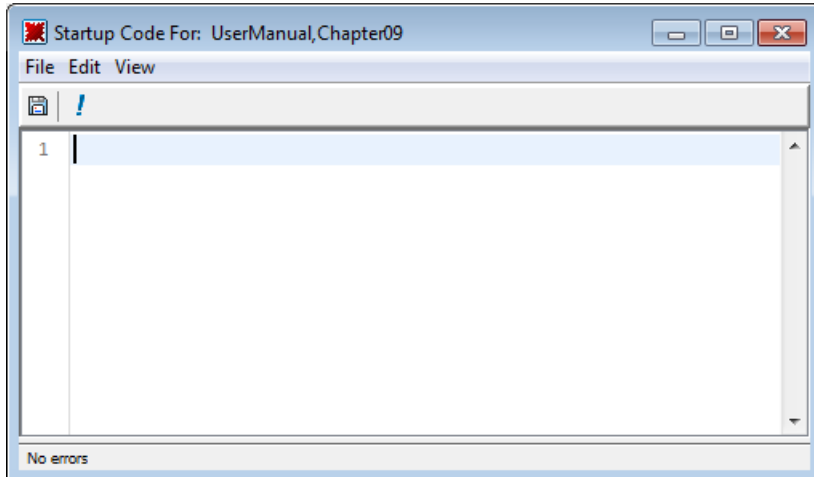 Startup Code For: UserManual,Chapter09
File Edit View
!
1
No errors